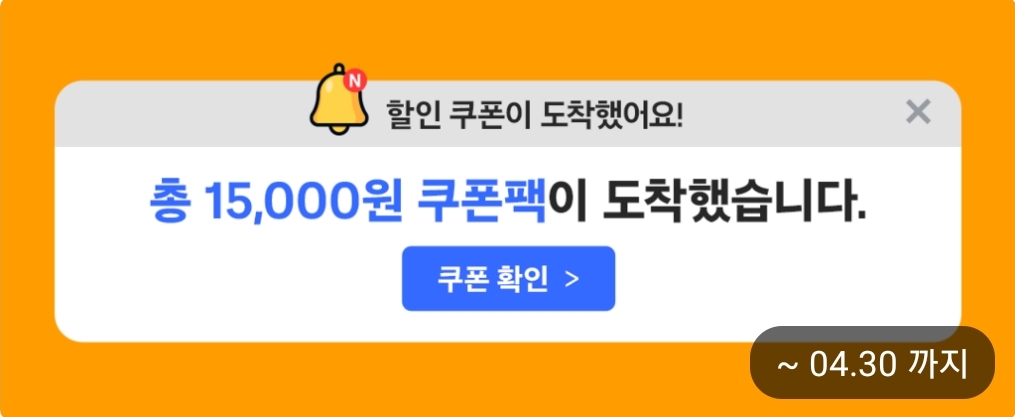 N
할인 쿠폰이 도착했어요!
총 15,000원 쿠폰팩이 도착했습니다.
쿠폰 확인 >
~ 04.30 까지